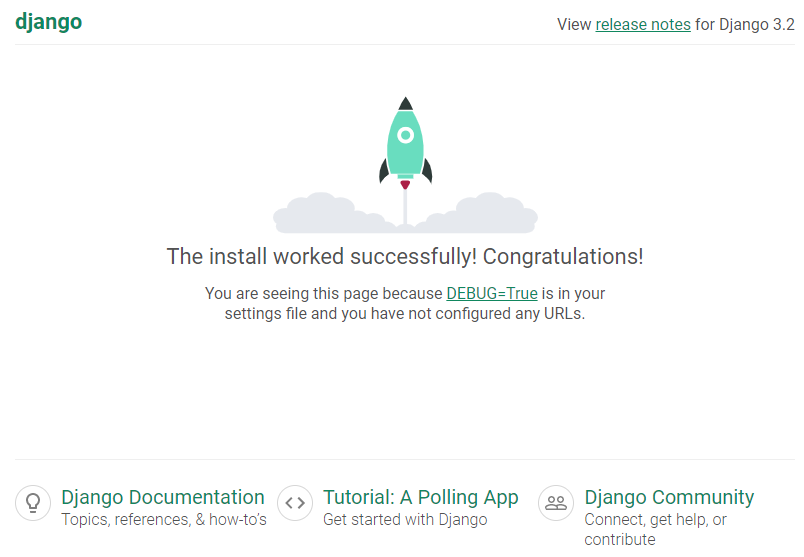 django
View release notes for Django 3.2
The install worked successfully! Congratulations!
You are seeing this page because DEBUG=True is in your
settings file and you have not configured any URLs.
Django Documentation
Topics, references, & how-to's
Tutorial: A Polling App
Get started with Django
Django Community
Connect, get help, or
contribute